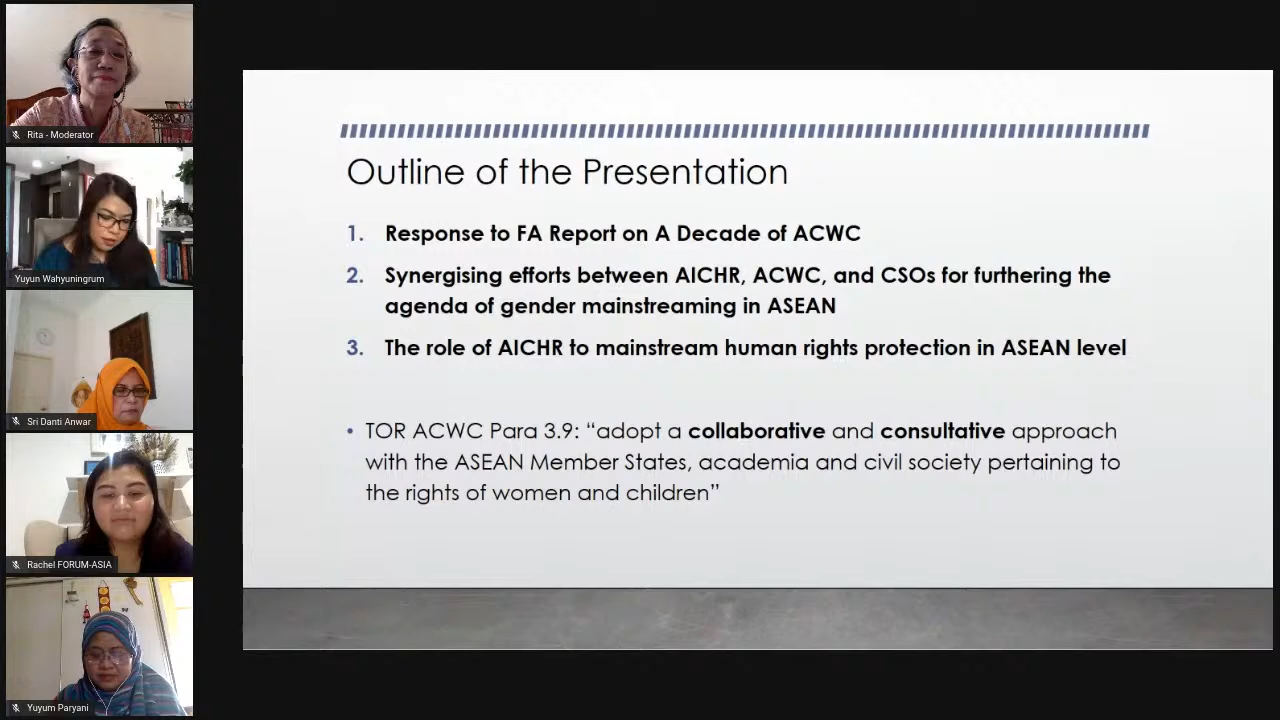 Rita - Moderator
Yuyun Wahyuningrum
Sri Danti Anwar
Rachel FORUM-ASIA
Yuyum Paryani
Outline of the Presentation
1. Response to FA Report on A Decade of ACWC
2. Synergising efforts between AICHR, ACWC, and CSOs for furthering the
agenda of gender mainstreaming in ASEAN
3. The role of AICHR to mainstream human rights protection in ASEAN level
• TOR ACWC Para 3.9: “adopt a collaborative and consultative approach
with the ASEAN Member States, academia and civil society pertaining to
the rights of women and children”